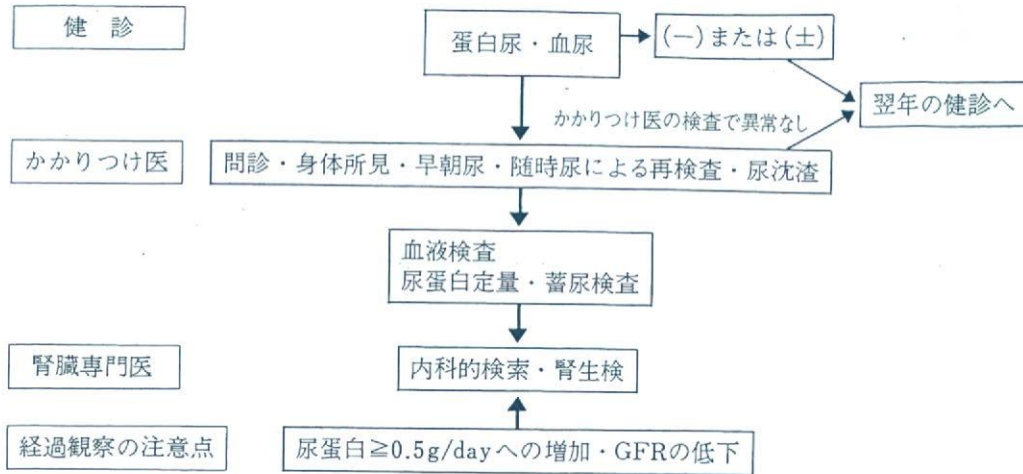 健 診
蛋白尿・血尿
(－)または(±)
翌年の健診へ
かかりつけ医の検査で異常なし
かかりつけ医
問診・身体所見・早朝尿・随時尿による再検査・尿沈渣
血液検査
尿蛋白定量・蓄尿検査
腎臓専門医
内科的検索・腎生検
経過観察の注意点
尿蛋白≧0.5g/dayへの増加・GFRの低下